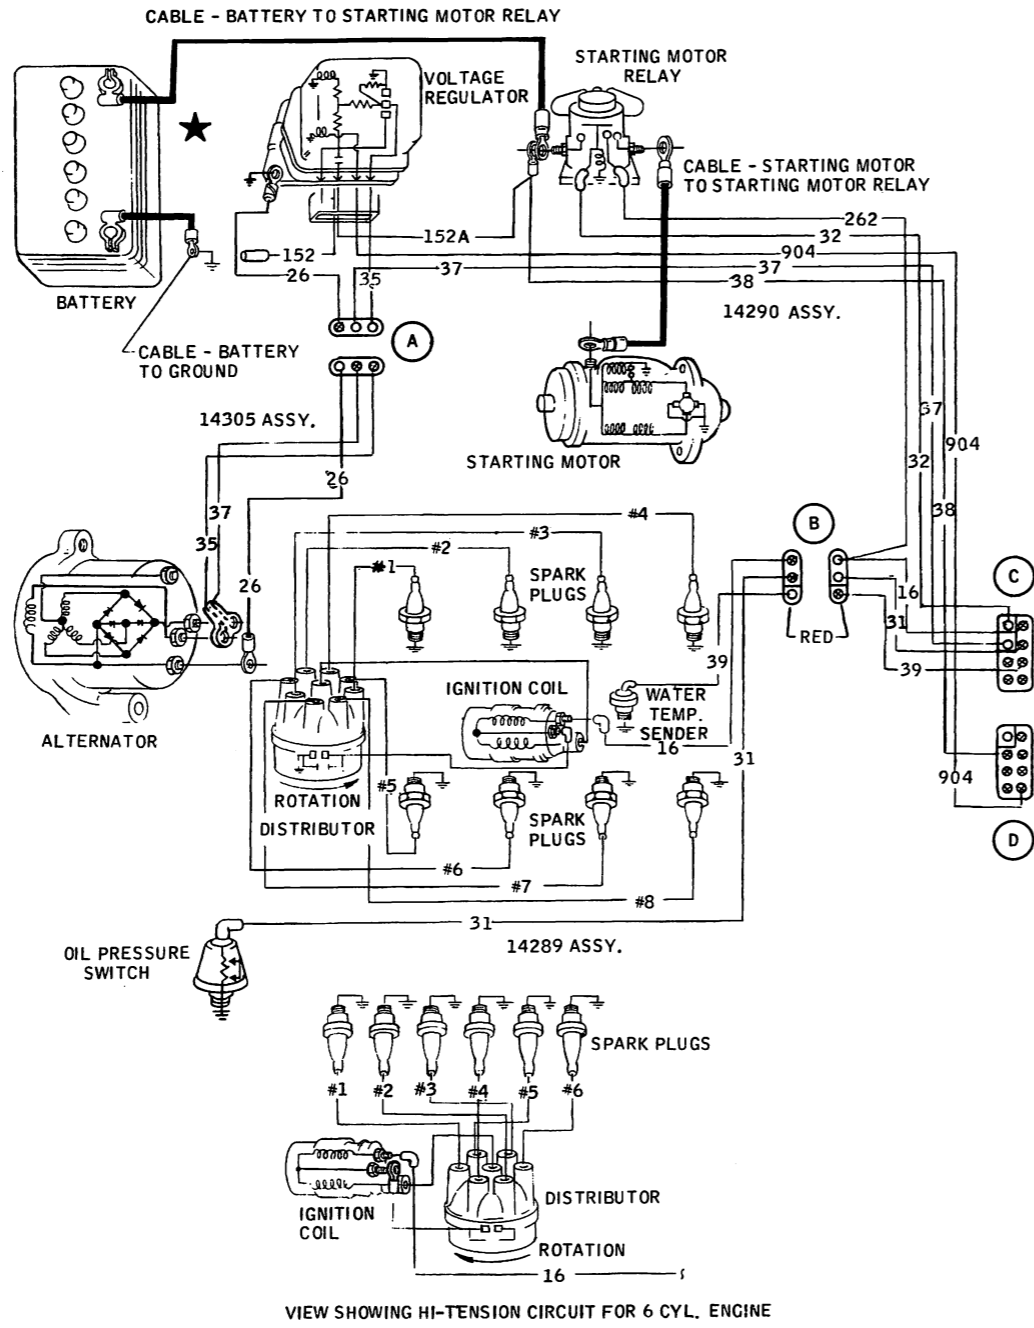 CABLE - BATTERY TO STARTING MOTOR RELAY
STARTING MOTOR
RELAY
VOLTAGE
REGULATOR
CABLE - STARTING MOTOR
TO STARTING MOTOR RELAY
262
152A
32
152
904
26
35
37
37
38
BATTERY
14290 ASSY.
A
CABLE - BATTERY
TO GROUND
14305 ASSY.
37
904
STARTING MOTOR
32
26
37
#4
38
B
#3
35
#2
#1
SPARK
PLUGS
C
26
16
31
RED
39
39
IGNITION COIL
WATER
TEMP.
SENDER
ALTERNATOR
16
31
904
#5
ROTATION
DISTRIBUTOR
SPARK
PLUGS
D
#6
#7
#8
31
14289 ASSY.
OIL PRESSURE
SWITCH
SPARK PLUGS
#1
#2
#3
#4
#5
#6
DISTRIBUTOR
IGNITION
COIL
ROTATION
16
VIEW SHOWING HI-TENSION CIRCUIT FOR 6 CYL. ENGINE